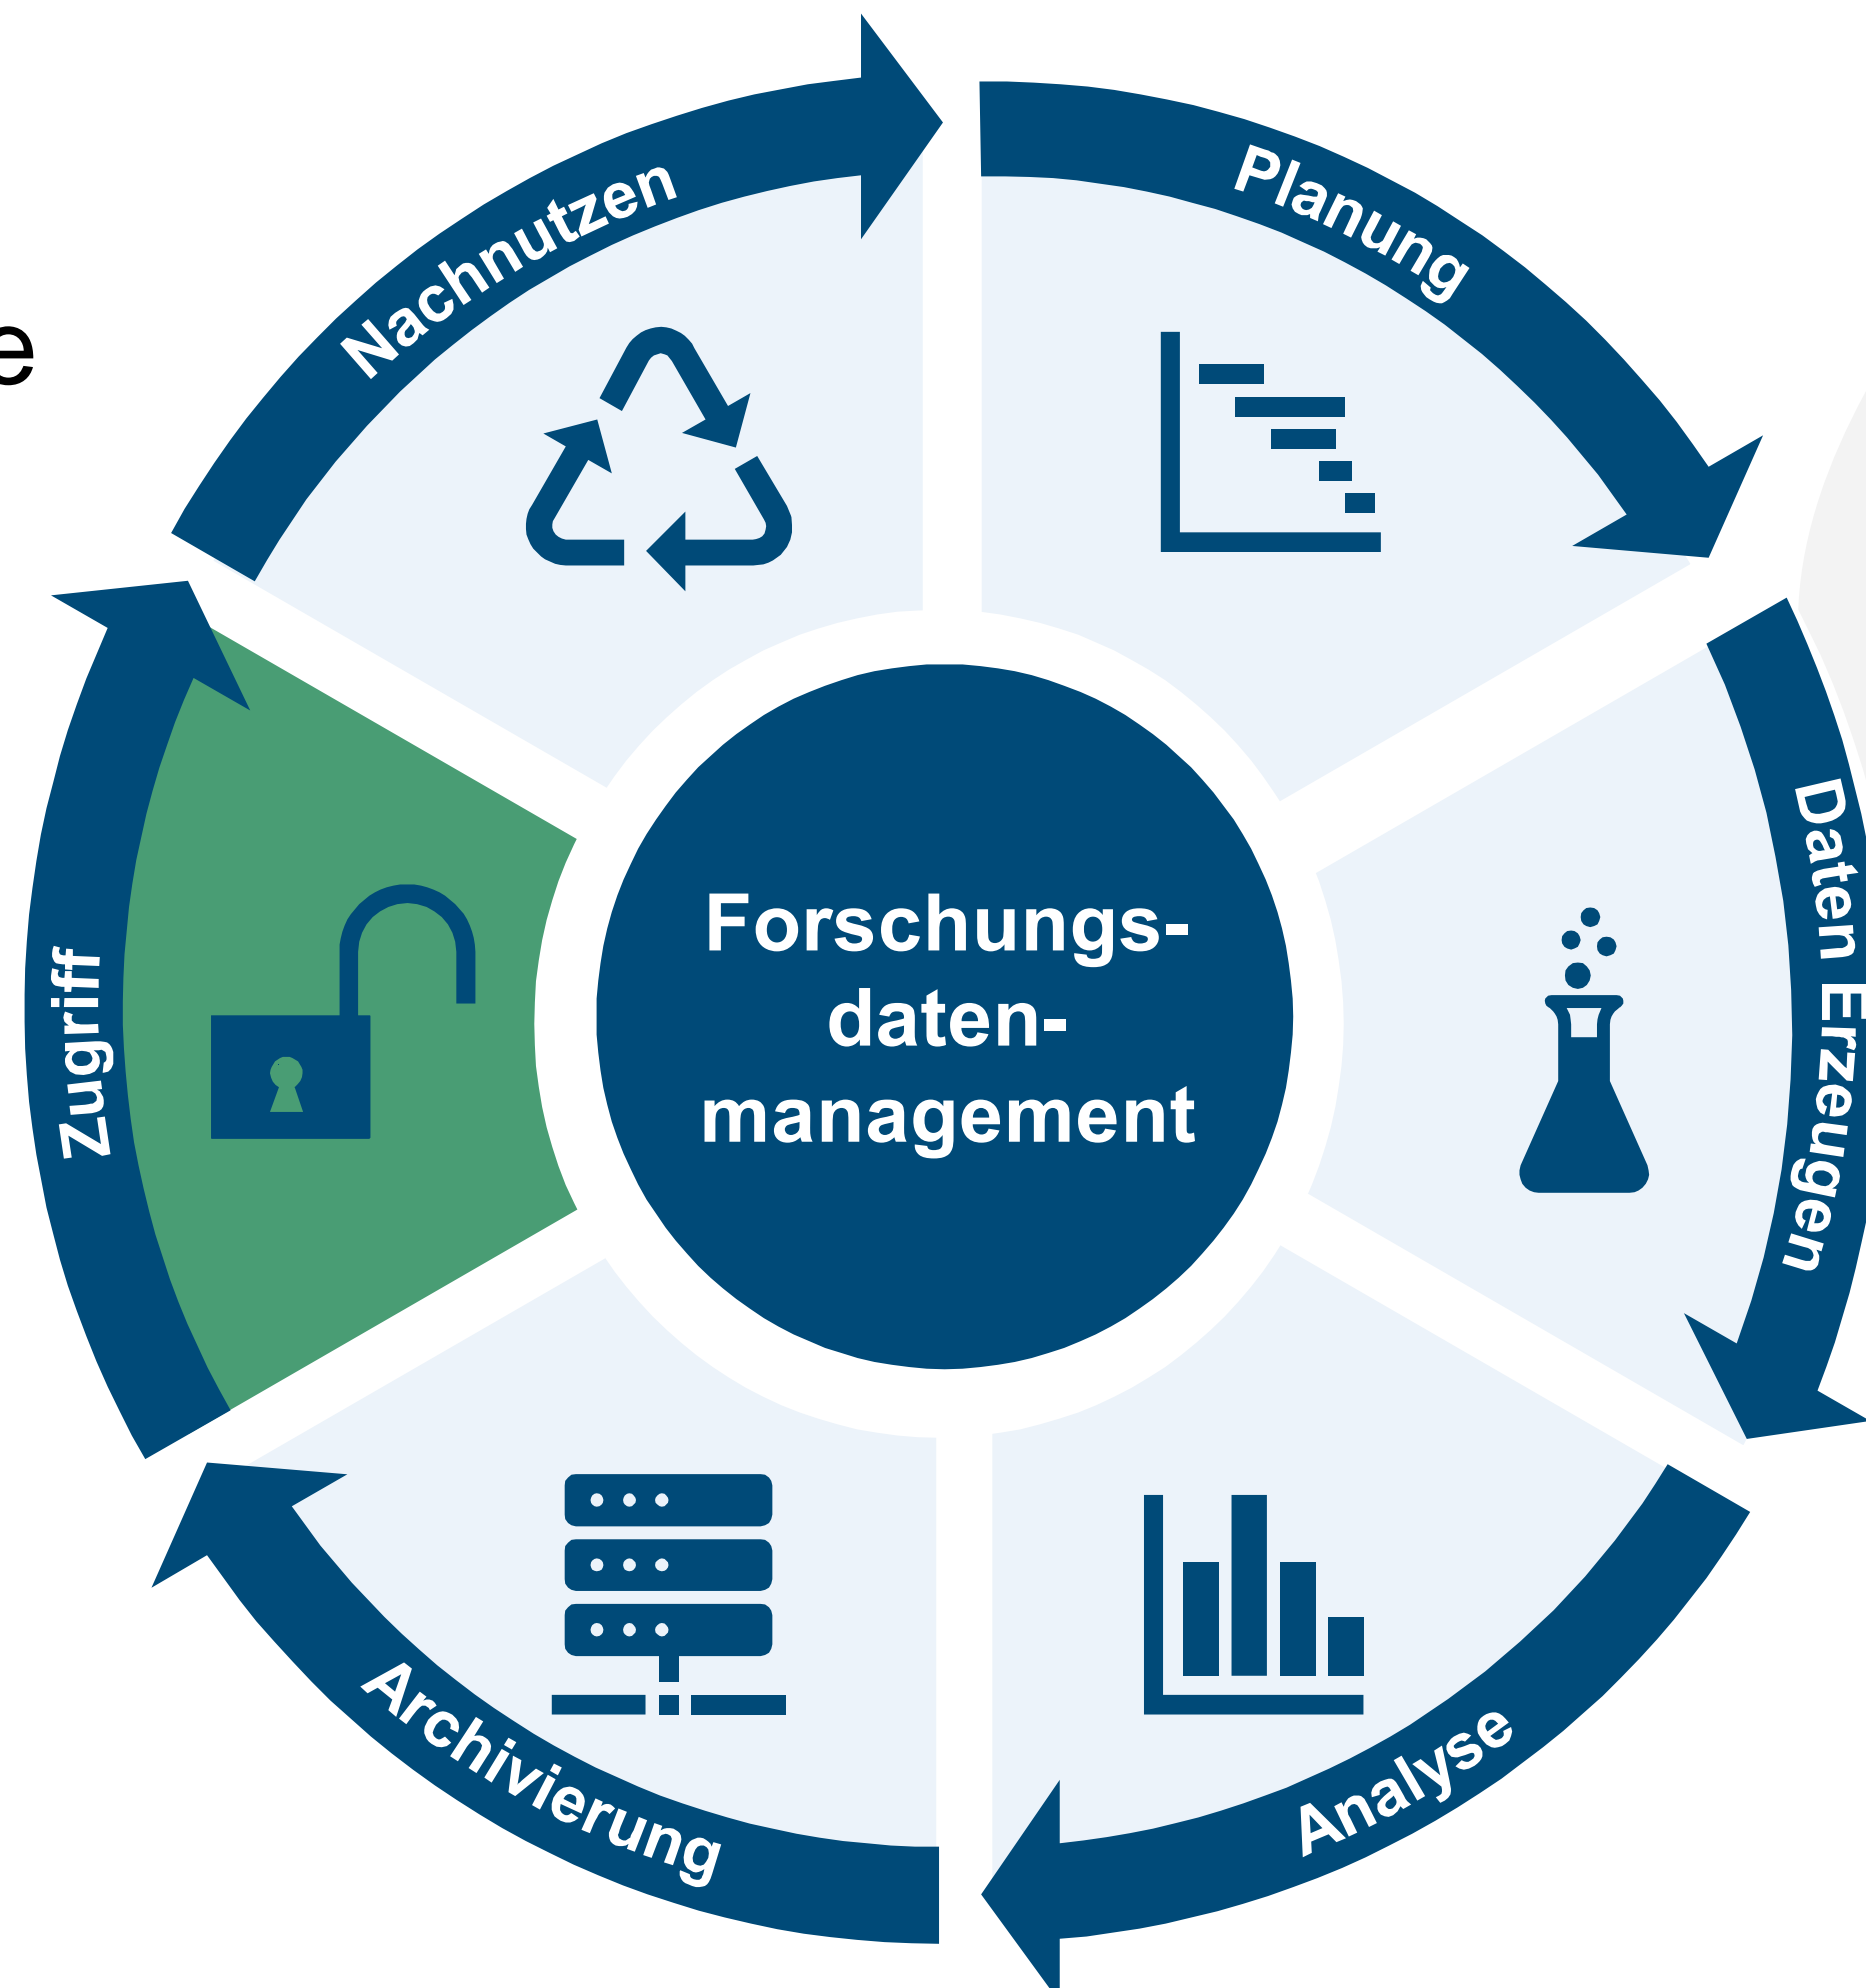 e
Nachnutzen
Planung
Zugriff
Forschungs-
daten-
management
Daten Erzeugen
Archivierung
Analyse